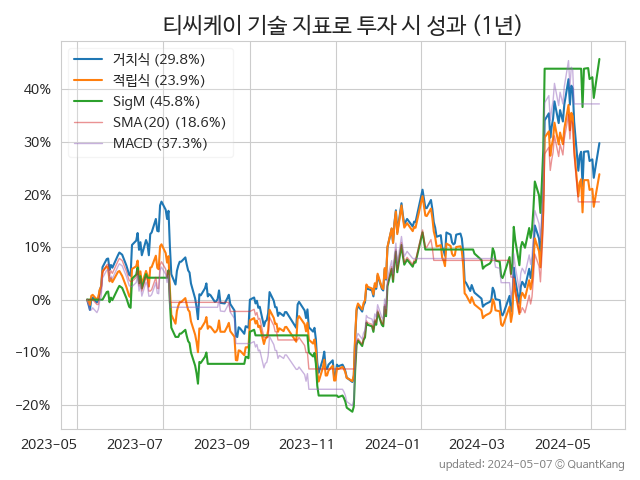 티씨케이 기술 지표로 투자 시 성과 (1년)
거치식 (29.8%)
적립식 (23.9%)
SigM (45.8%)
SMA(20) (18.6%)
MACD (37.3%)
40%
30%
20%
10%
0%
−10%
−20%
2023−05 2023−07 2023−09 2023−11 2024−01 2024−03 2024−05
updated: 2024−05−07 © QuantKang